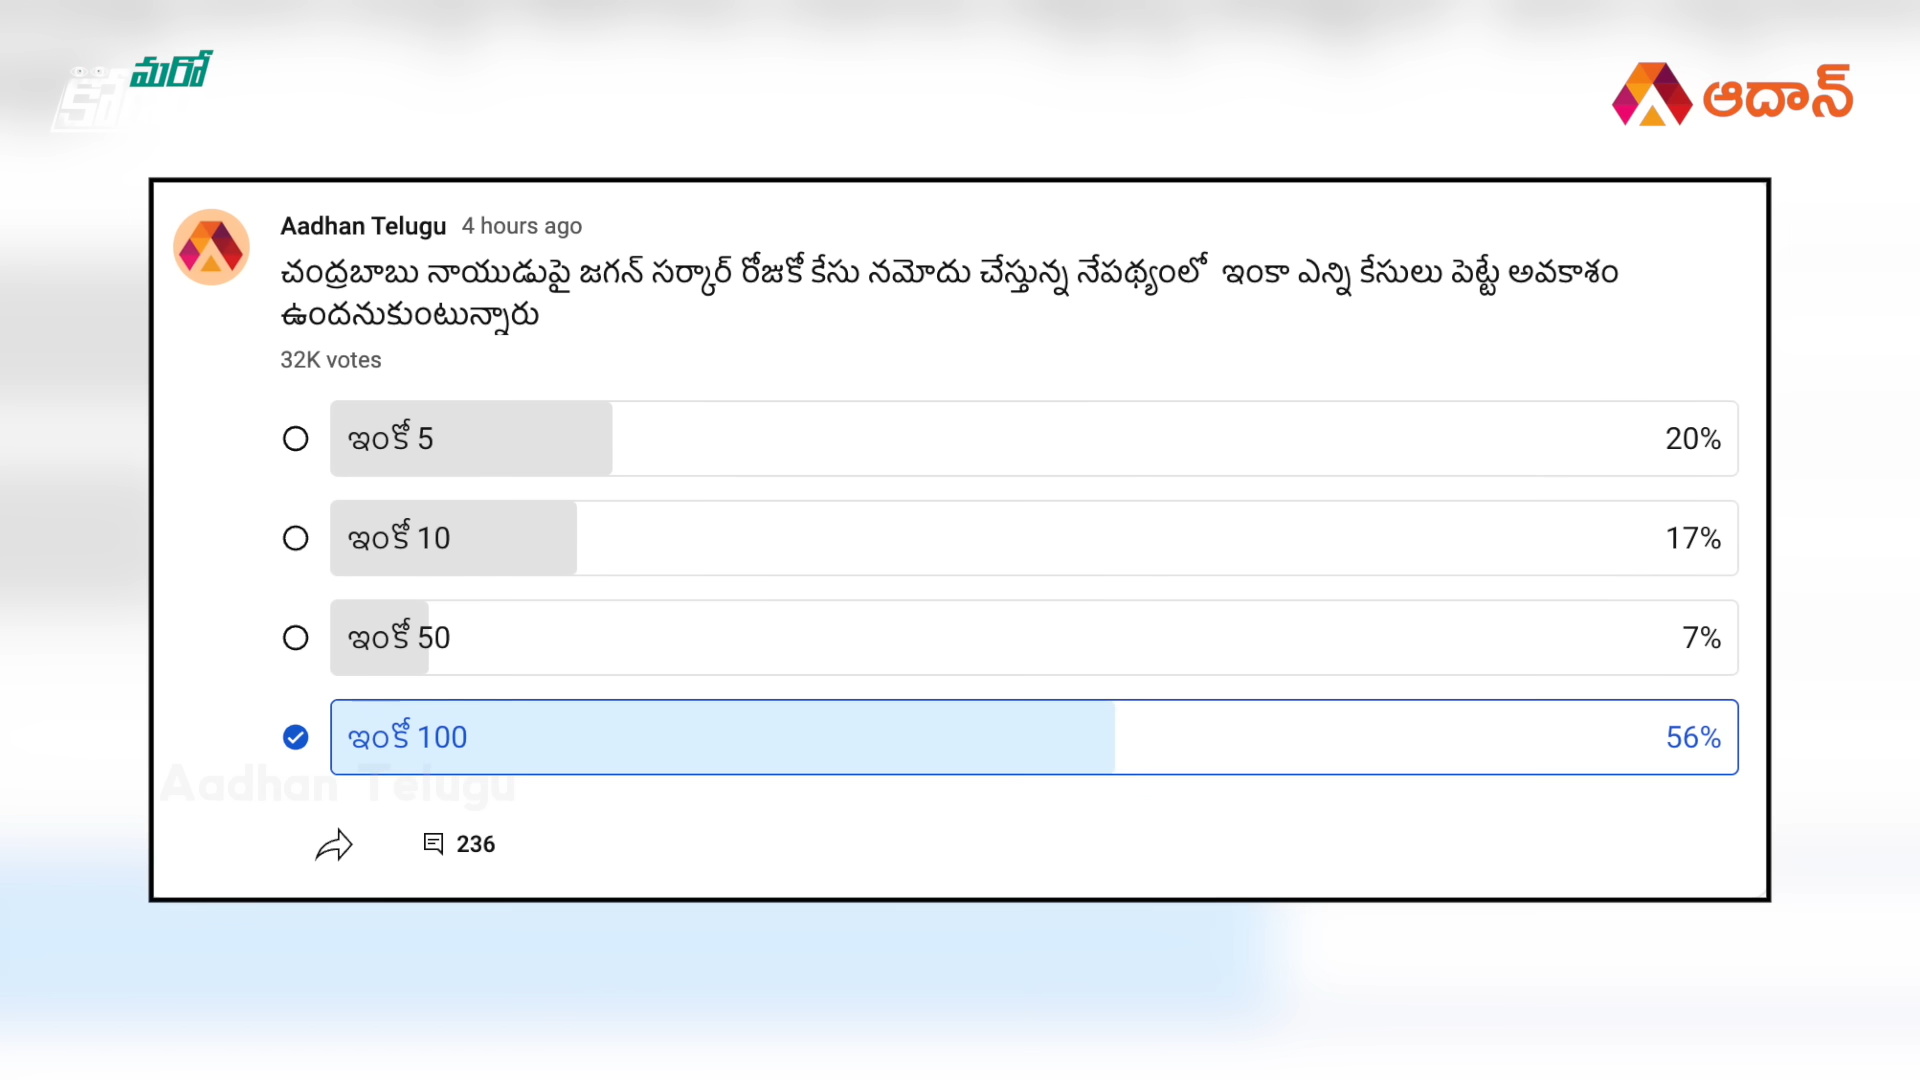 మరో
ఆదాన్
Aadhan Telugu 4 hours ago
చంద్రబాబు నాయుడుపై జగన్ సర్కార్ రోజుకో కేసు నమోదు చేస్తున్న నేపథ్యంలో ఇంకా ఎన్ని కేసులు పెట్టే అవకాశం
ఉందనుకుంటున్నారు
32K votes
ఇంకో 5 20%
ఇంకో 10 17%
ఇంకో 50 7%
ఇంకో 100 56%
Aadhan Telugu
236